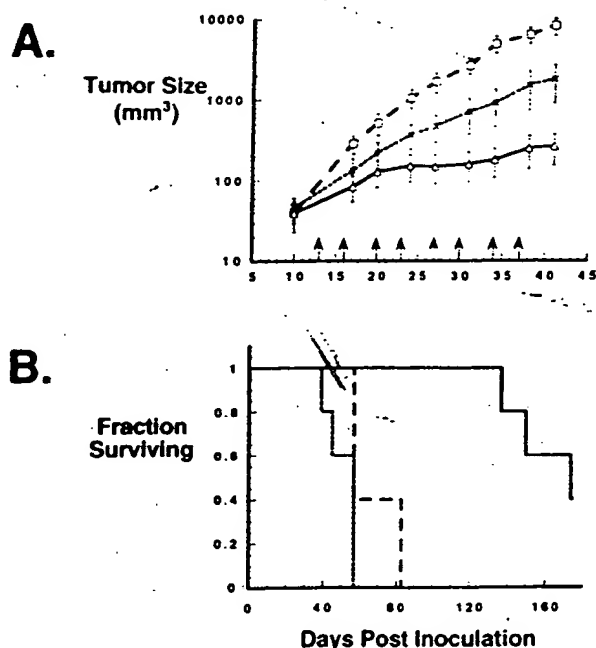 A.
Tumor Size
(mm³)
10000
1000
100
10
5 10 15 20 25 30 35 40 45
B.
Fraction
Surviving
1
0.8
0.6
0.4
0.2
0
0 40 80 120 160
Days Post Inoculation